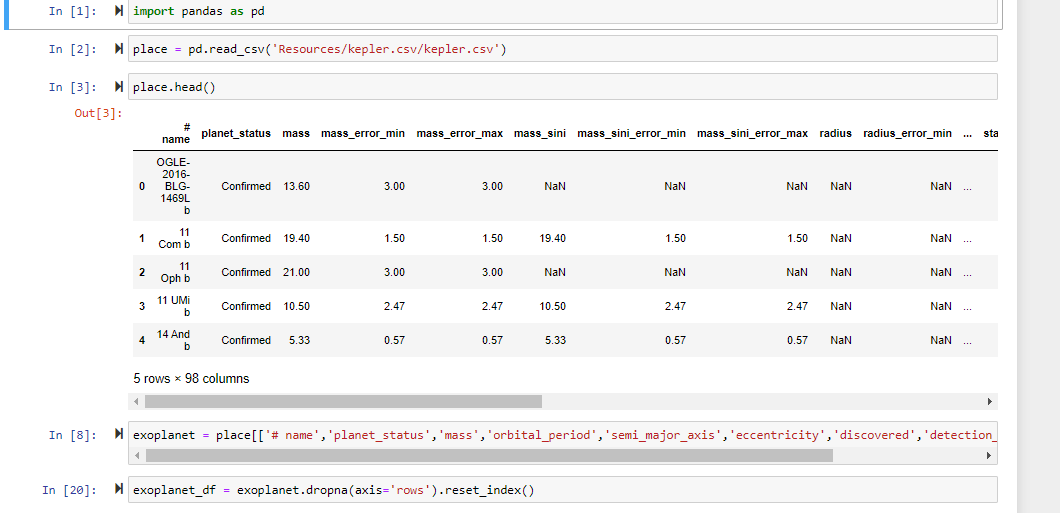 In [1]: import pandas as pd
In [2]: place = pd.read_csv('Resources/kepler.csv/kepler.csv')
In [3]: place.head()
Out[3]:
# name planet_status mass mass_error_min mass_error_max mass_sini mass_sini_error_min mass_sini_error_max radius radius_error_min ... sta
0 OGLE-2016-BLG-1469L b Confirmed 13.60 3.00 3.00 NaN NaN NaN NaN NaN ...
1 11 Com b Confirmed 19.40 1.50 1.50 19.40 1.50 1.50 NaN NaN ...
2 11 Oph b Confirmed 21.00 3.00 3.00 NaN NaN NaN NaN NaN ...
3 11 UMi b Confirmed 10.50 2.47 2.47 10.50 2.47 2.47 NaN NaN ...
4 14 And b Confirmed 5.33 0.57 0.57 5.33 0.57 0.57 NaN NaN ...
5 rows × 98 columns
In [8]: exoplanet = place[['# name','planet_status','mass','orbital_period','semi_major_axis','eccentricity','discovered','detection_
In [20]: exoplanet_df = exoplanet.dropna(axis='rows').reset_index()